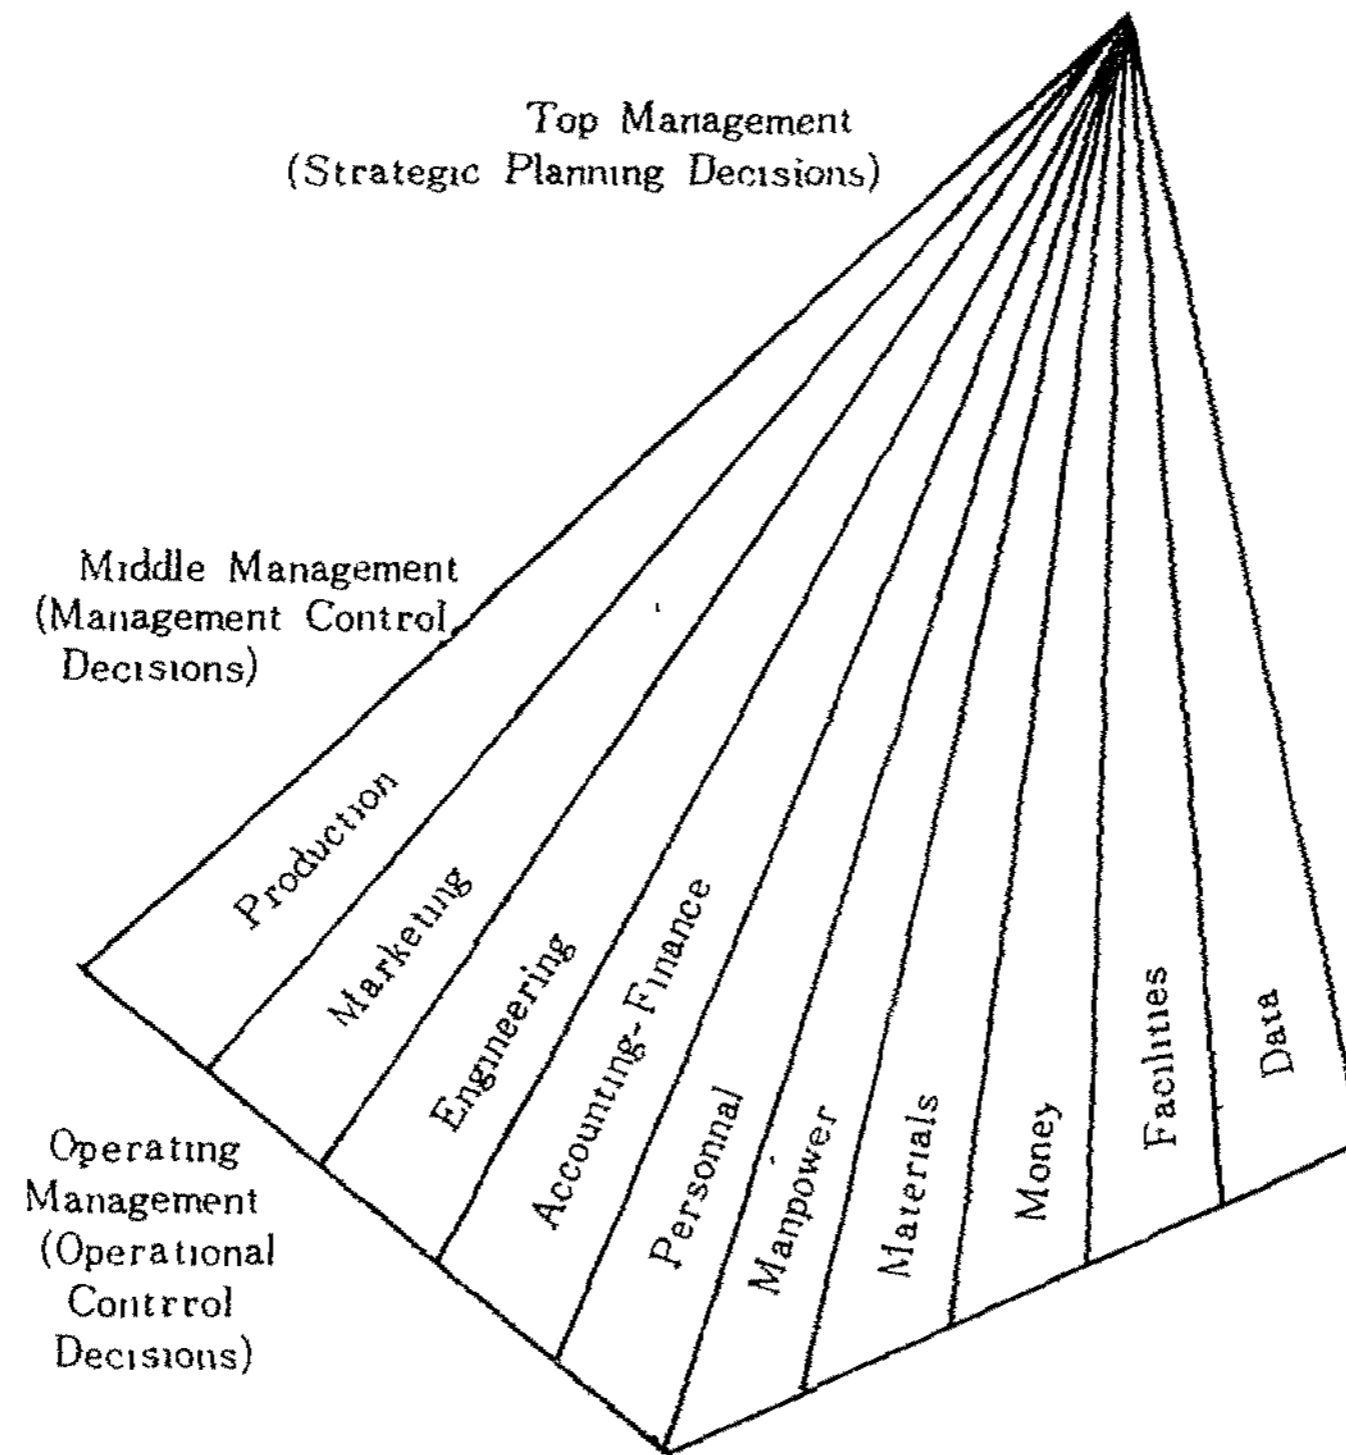 Top Management
(Strategic Planning Decisions)
Middle Management
(Management Control
Decisions)
Production
Marketing
Engineering
Accounting-Finance
Personnal
Manpower
Materials
Money
Facilities
Data
Operating
Management
(Operational
Contrrol
Decisions)